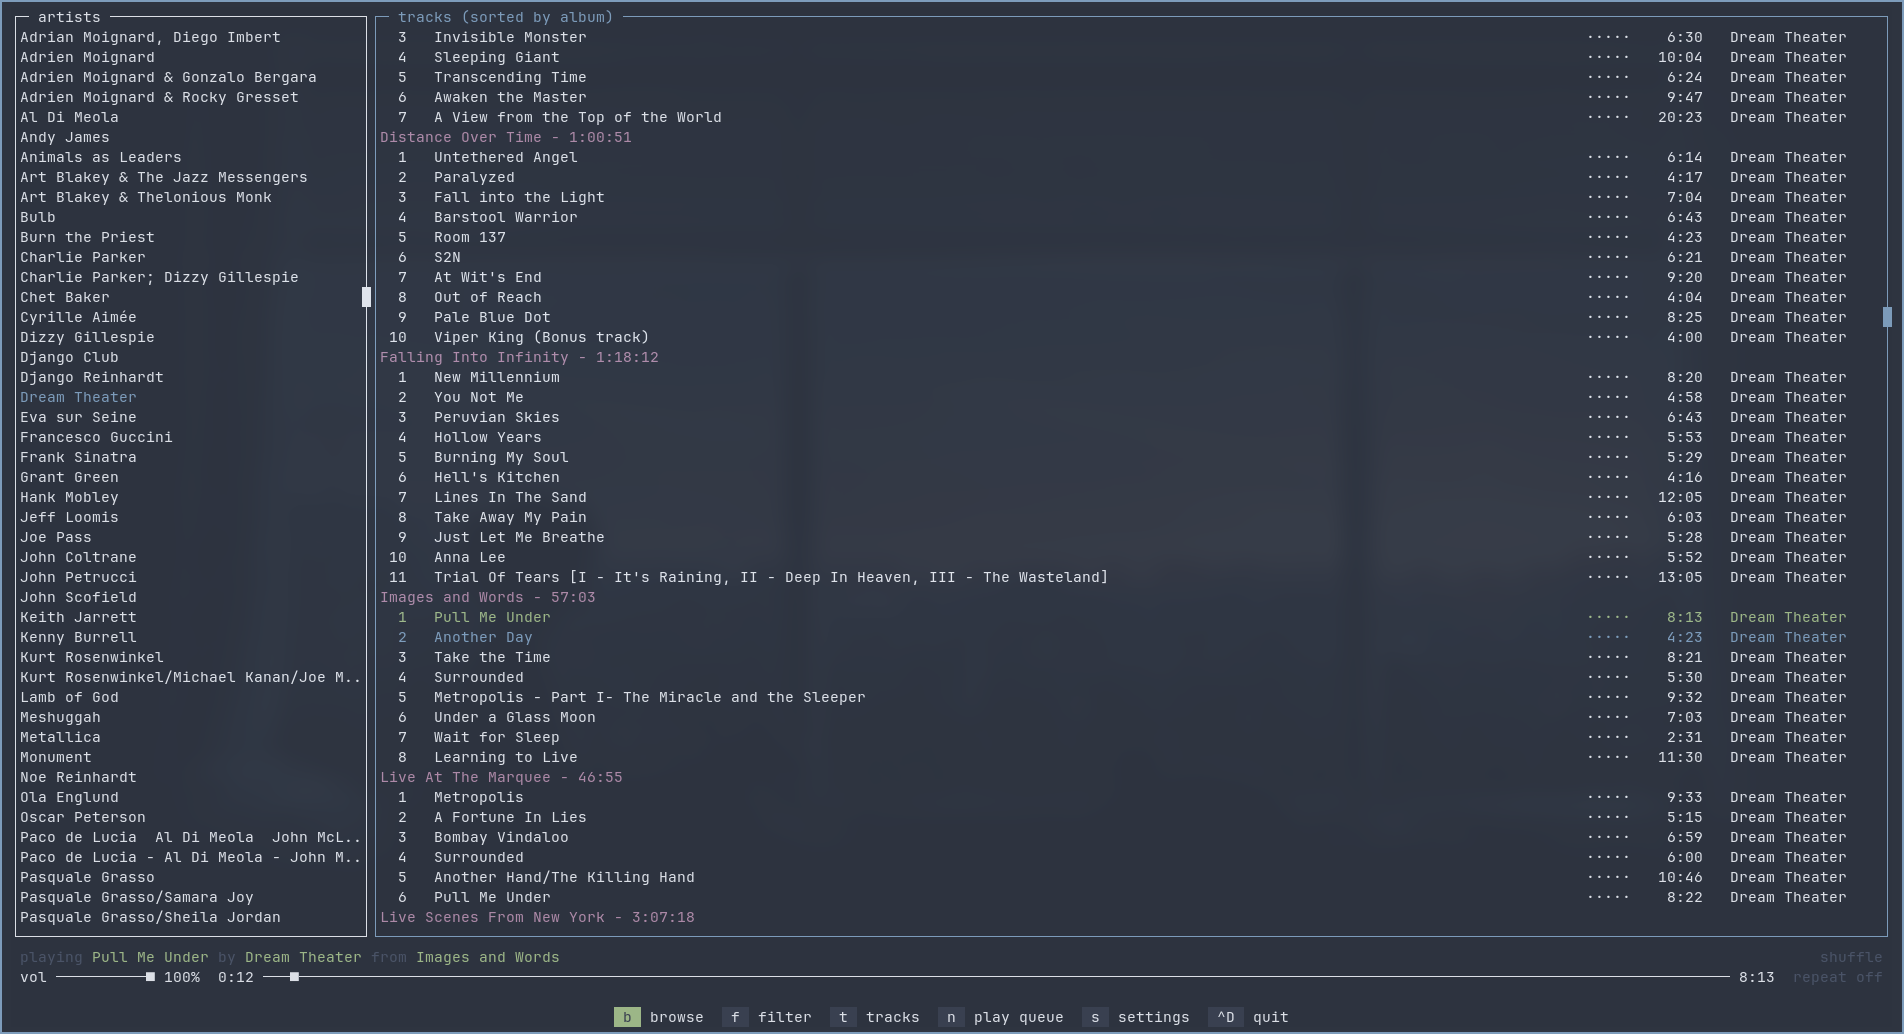 artists
Adrian Moignard, Diego Imbert
Adrien Moignard
Adrien Moignard & Gonzalo Bergara
Adrien Moignard & Rocky Gresset
Al Di Meola
Andy James
Animals as Leaders
Art Blakey & The Jazz Messengers
Art Blakey & Thelonious Monk
Bulb
Burn the Priest
Charlie Parker
Charlie Parker; Dizzy Gillespie
Chet Baker
Cyrille Aimée
Dizzy Gillespie
Django Club
Django Reinhardt
Dream Theater
Eva sur Seine
Francesco Guccini
Frank Sinatra
Grant Green
Hank Mobley
Jeff Loomis
Joe Pass
John Coltrane
John Petrucci
John Scofield
Keith Jarrett
Kenny Burrell
Kurt Rosenwinkel
Kurt Rosenwinkel/Michael Kanan/Joe M..
Lamb of God
Meshuggah
Metallica
Monument
Noe Reinhardt
Ola Englund
Oscar Peterson
Paco de Lucia  Al Di Meola  John McL..
Paco de Lucia - Al Di Meola - John M..
Pasquale Grasso
Pasquale Grasso/Samara Joy
Pasquale Grasso/Sheila Jordan
tracks (sorted by album)
3 Invisible Monster ····· 6:30 Dream Theater
4 Sleeping Giant ····· 10:04 Dream Theater
5 Transcending Time ····· 6:24 Dream Theater
6 Awaken the Master ····· 9:47 Dream Theater
7 A View from the Top of the World ····· 20:23 Dream Theater
Distance Over Time - 1:00:51
1 Untethered Angel ····· 6:14 Dream Theater
2 Paralyzed ····· 4:17 Dream Theater
3 Fall into the Light ····· 7:04 Dream Theater
4 Barstool Warrior ····· 6:43 Dream Theater
5 Room 137 ····· 4:23 Dream Theater
6 S2N ····· 6:21 Dream Theater
7 At Wit's End ····· 9:20 Dream Theater
8 Out of Reach ····· 4:04 Dream Theater
9 Pale Blue Dot ····· 8:25 Dream Theater
10 Viper King (Bonus track) ····· 4:00 Dream Theater
Falling Into Infinity - 1:18:12
1 New Millennium ····· 8:20 Dream Theater
2 You Not Me ····· 4:58 Dream Theater
3 Peruvian Skies ····· 6:43 Dream Theater
4 Hollow Years ····· 5:53 Dream Theater
5 Burning My Soul ····· 5:29 Dream Theater
6 Hell's Kitchen ····· 4:16 Dream Theater
7 Lines In The Sand ····· 12:05 Dream Theater
8 Take Away My Pain ····· 6:03 Dream Theater
9 Just Let Me Breathe ····· 5:28 Dream Theater
10 Anna Lee ····· 5:52 Dream Theater
11 Trial Of Tears [I - It's Raining, II - Deep In Heaven, III - The Wasteland] ····· 13:05 Dream Theater
Images and Words - 57:03
1 Pull Me Under ····· 8:13 Dream Theater
2 Another Day ····· 4:23 Dream Theater
3 Take the Time ····· 8:21 Dream Theater
4 Surrounded ····· 5:30 Dream Theater
5 Metropolis - Part I- The Miracle and the Sleeper ····· 9:32 Dream Theater
6 Under a Glass Moon ····· 7:03 Dream Theater
7 Wait for Sleep ····· 2:31 Dream Theater
8 Learning to Live ····· 11:30 Dream Theater
Live At The Marquee - 46:55
1 Metropolis ····· 9:33 Dream Theater
2 A Fortune In Lies ····· 5:15 Dream Theater
3 Bombay Vindaloo ····· 6:59 Dream Theater
4 Surrounded ····· 6:00 Dream Theater
5 Another Hand/The Killing Hand ····· 10:46 Dream Theater
6 Pull Me Under ····· 8:22 Dream Theater
Live Scenes From New York - 3:07:18
playing Pull Me Under by Dream Theater from Images and Words shuffle
vol 100% 0:12 8:13 repeat off
b browse f filter t tracks n play queue s settings ^D quit